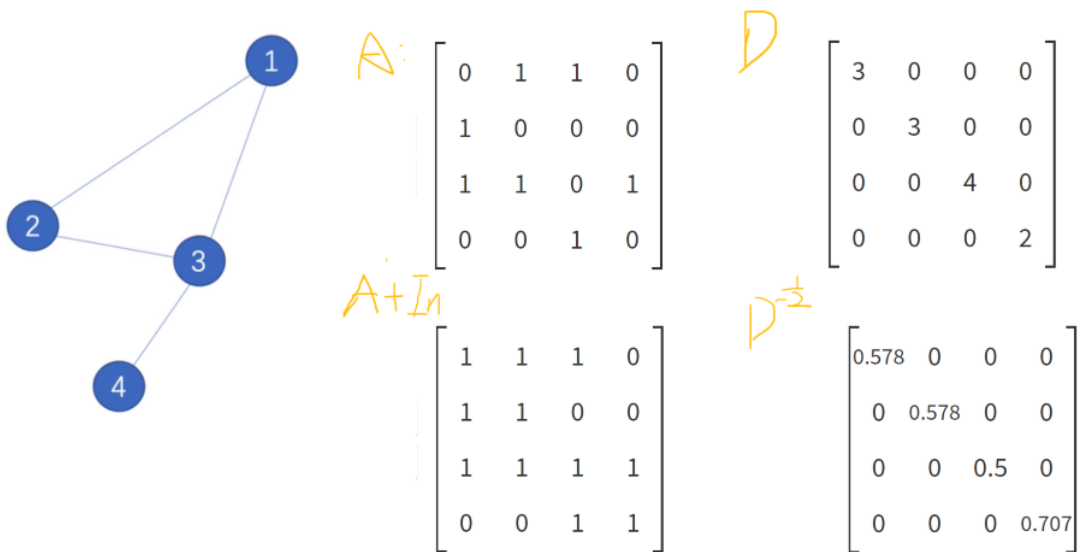 1
2
3
4
A:
0 1 1 0
1 0 0 0
1 1 0 1
0 0 1 0
D
3 0 0 0
0 3 0 0
0 0 4 0
0 0 0 2
A+In
1 1 1 0
1 1 0 0
1 1 1 1
0 0 1 1
D^-1/2
0.578 0 0 0
0 0.578 0 0
0 0 0.5 0
0 0 0 0.707